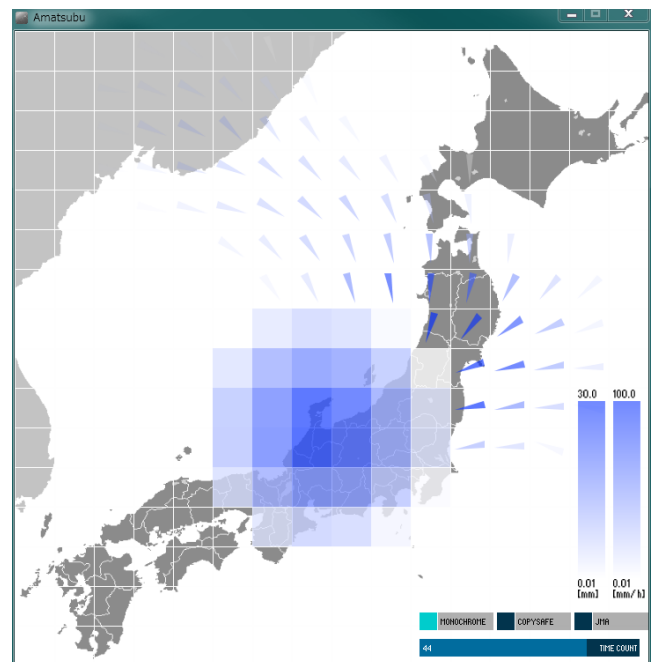 Amatsubu
30.0 100.0
0.01 0.01
[mm] [mm/h]
MONOCHROME COPYSAFE JMA
44 TIME COUNT